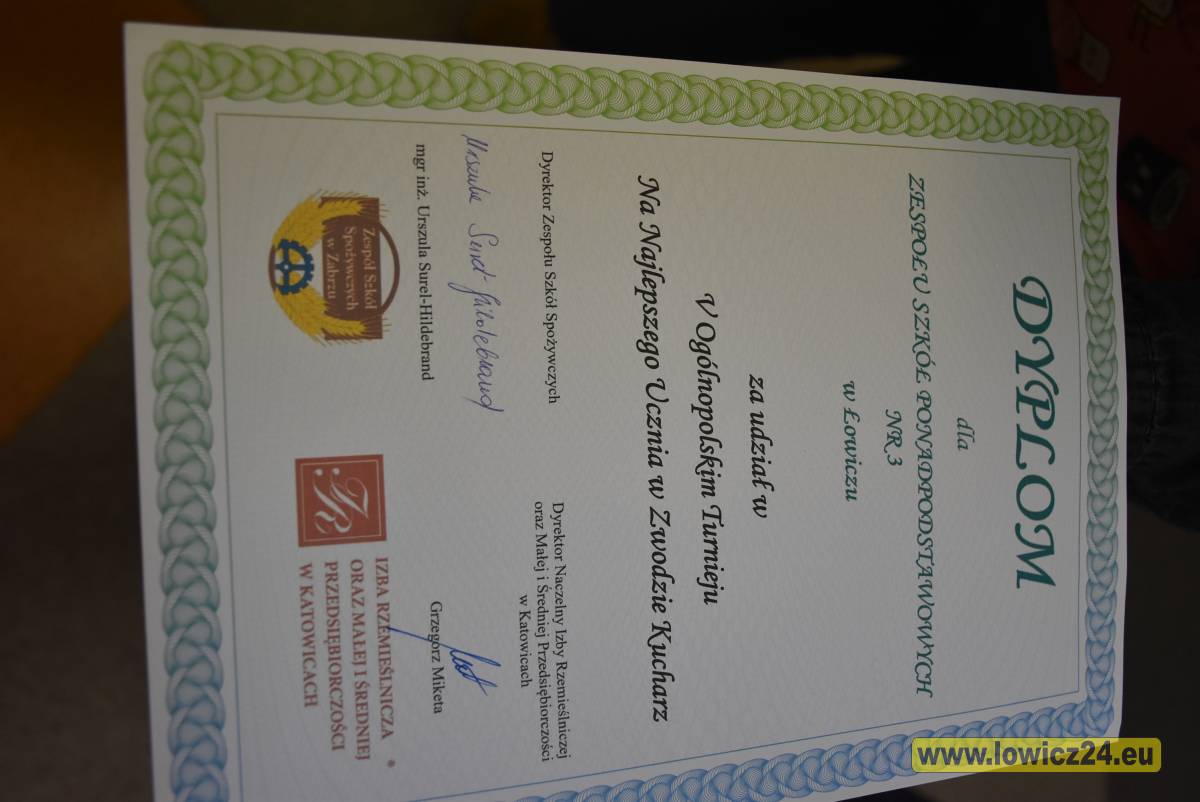 DYPLOM
dla
ZESPOŁU SZKÓŁ PONADPODSTAWOWYCH
NR 3
w Łowiczu
za udział w
V Ogólnopolskim Turnieju
Na Najlepszego Ucznia w Zwodzie Kucharz
Dyrektor Zespołu Szkół Spożywczych
mgr inż. Urszula Surel-Hildebrand
Zespół Szkół
Spożywczych
w Zabrzu
Dyrektor Naczelny Izby Rzemieślniczej
oraz Małej i Średniej Przedsiębiorczości
w Katowicach
Grzegorz Miketa
IR
IZBA RZEMIEŚLNICZA
ORAZ MAŁEJ I ŚREDNIEJ
PRZEDSIĘBIORCZOŚCI
W KATOWICACH
www.lowicz24.eu